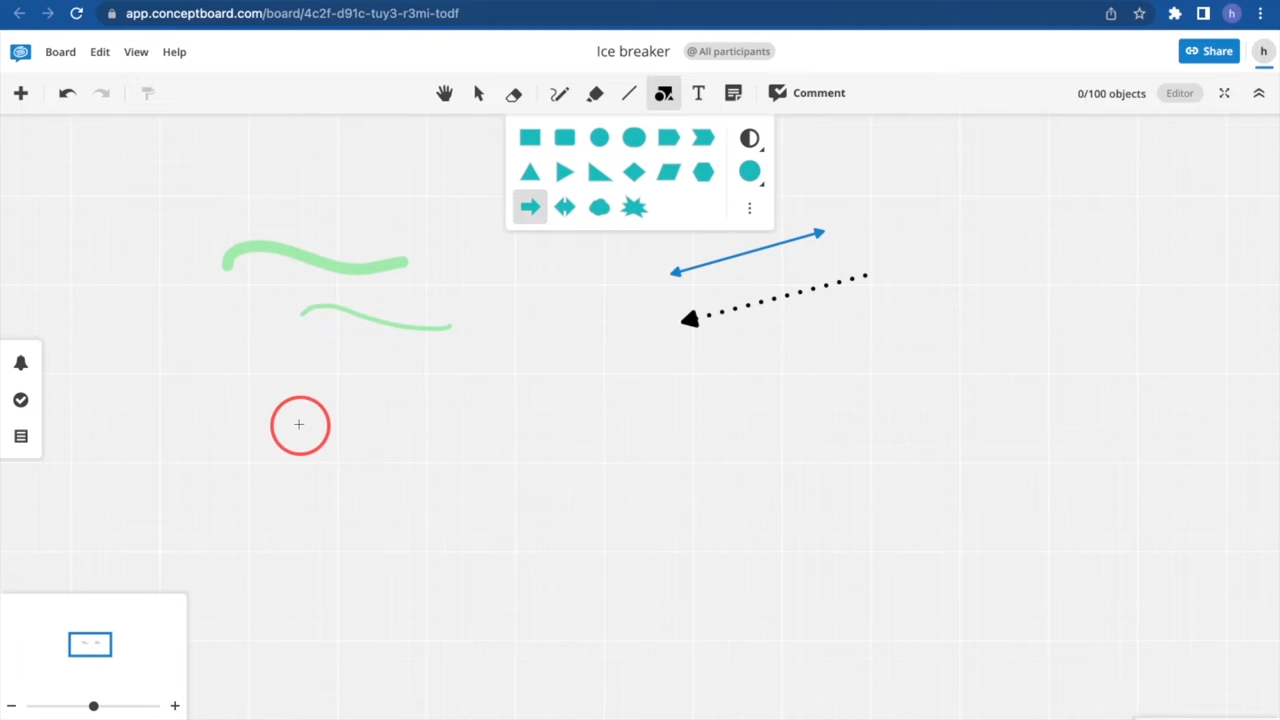 app.conceptboard.com/board/4c2f-d91c-tuy3-r3mi-todf
h
Board Edit View Help
Ice breaker
@ All participants
Share
h
T
Comment
0/100 objects
Editor